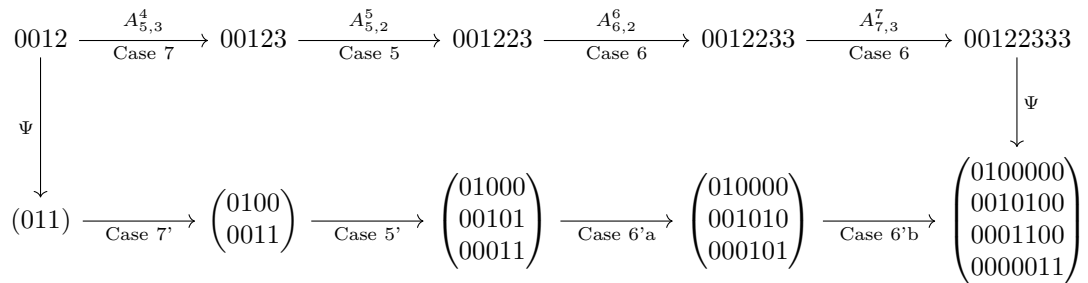 A^4_{5,3} A^5_{5,2} A^6_{6,2} A^7_{7,3}
0012 00123 001223 0012233 00122333
Case 7 Case 5 Case 6 Case 6
Ψ Ψ
0100000
0100 01000 010000 0010100
(011) 0011 00101 001010 0001100
00011 000101 0000011
Case 7' Case 5' Case 6'a Case 6'b